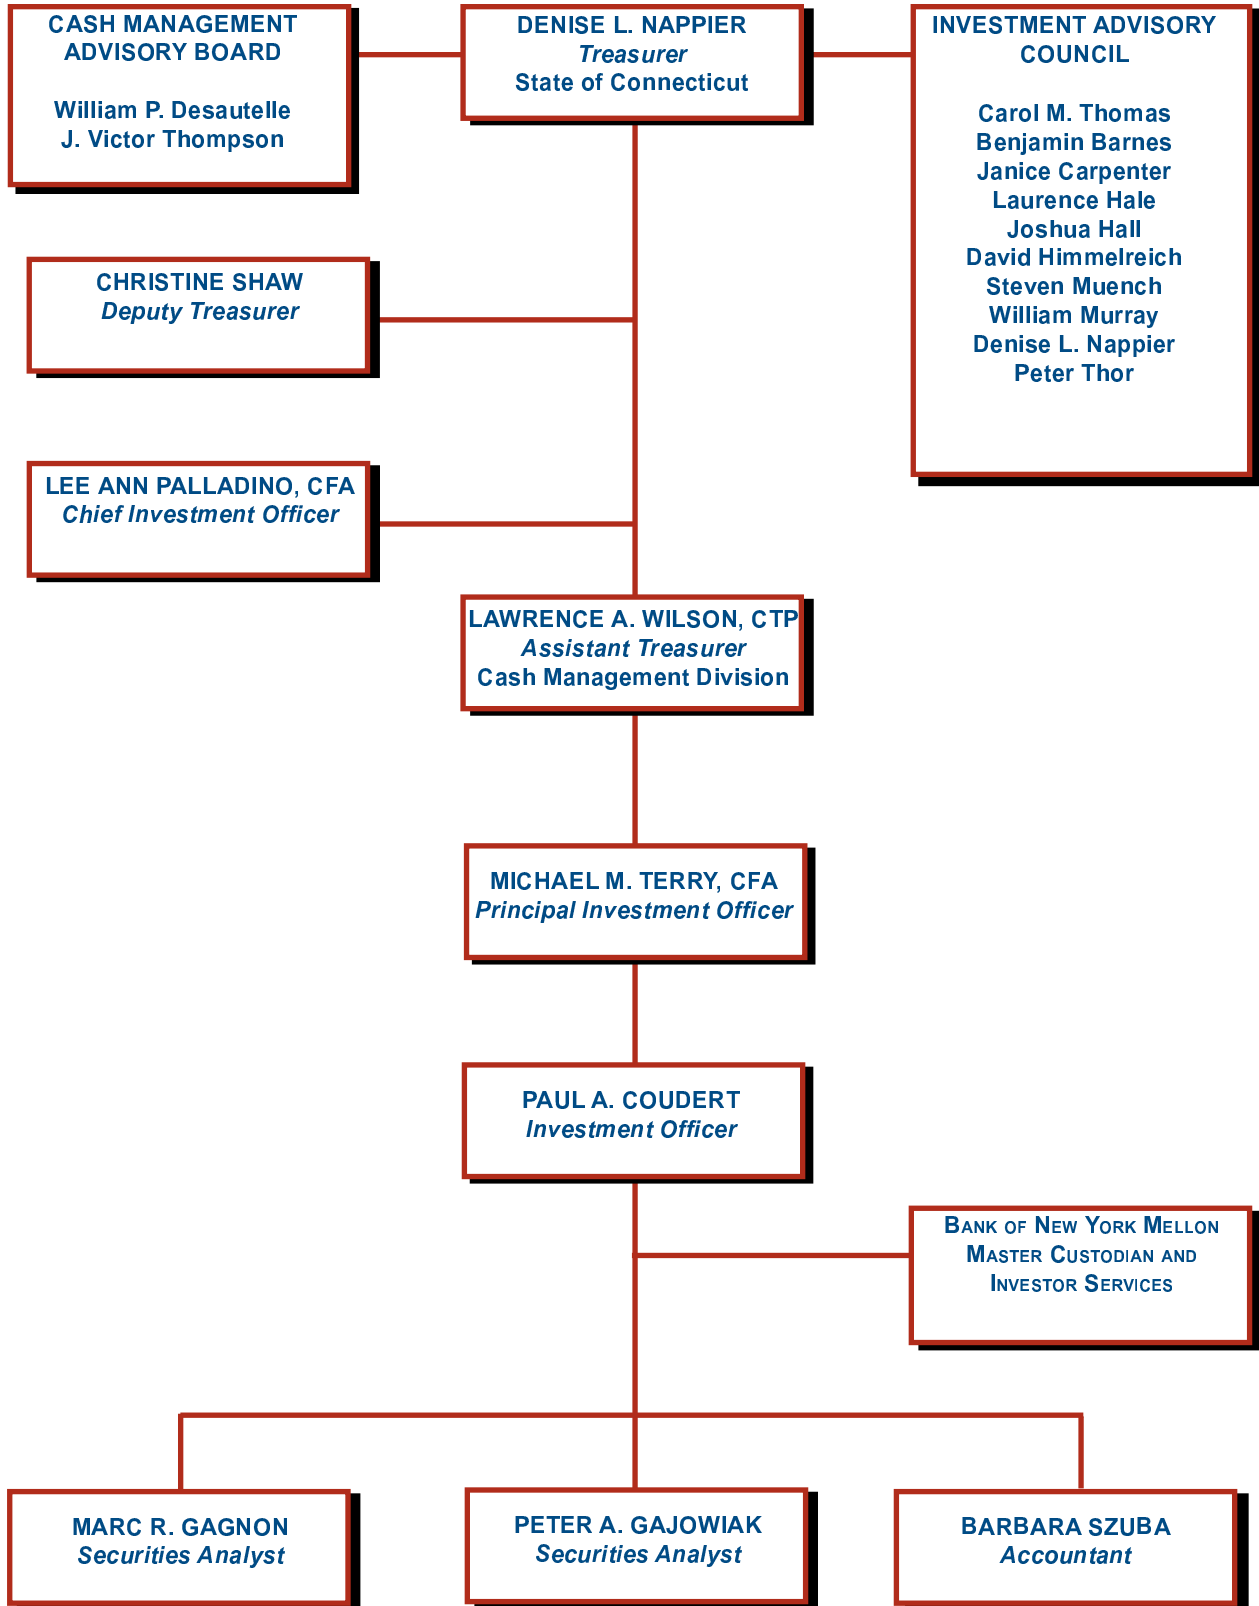 CASH MANAGEMENT
ADVISORY BOARD
William P. Desautelle
J. Victor Thompson
DENISE L. NAPPIER
Treasurer
State of Connecticut
INVESTMENT ADVISORY
COUNCIL
Carol M. Thomas
Benjamin Barnes
Janice Carpenter
Laurence Hale
Joshua Hall
David Himmelreich
Steven Muench
William Murray
Denise L. Nappier
Peter Thor
CHRISTINE SHAW
Deputy Treasurer
LEE ANN PALLADINO, CFA
Chief Investment Officer
LAWRENCE A. WILSON, CTP
Assistant Treasurer
Cash Management Division
MICHAEL M. TERRY, CFA
Principal Investment Officer
PAUL A. COUDERT
Investment Officer
BANK OF NEW YORK MELLON
MASTER CUSTODIAN AND
INVESTOR SERVICES
MARC R. GAGNON
Securities Analyst
PETER A. GAJOWIAK
Securities Analyst
BARBARA SZUBA
Accountant